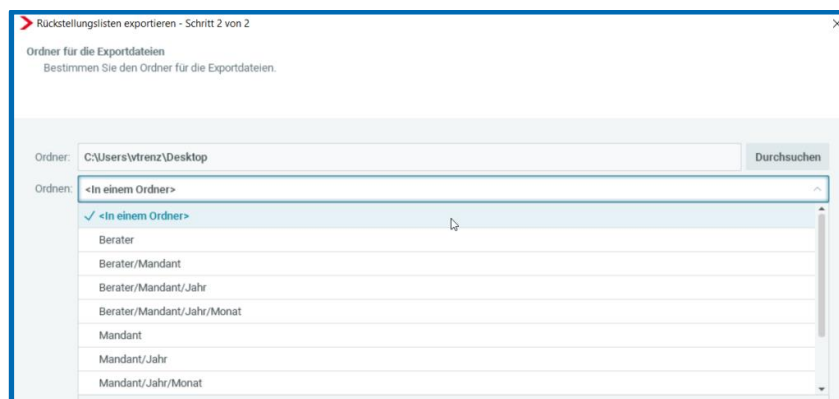 Rückstellungslisten exportieren - Schritt 2 von 2
Ordner für die Exportdateien
Bestimmen Sie den Ordner für die Exportdateien.
Ordner: C:\Users\vtrenz\Desktop Durchsuchen
Ordnen: <In einem Ordner>
<In einem Ordner>
Berater
Berater/Mandant
Berater/Mandant/Jahr
Berater/Mandant/Jahr/Monat
Mandant
Mandant/Jahr
Mandant/Jahr/Monat